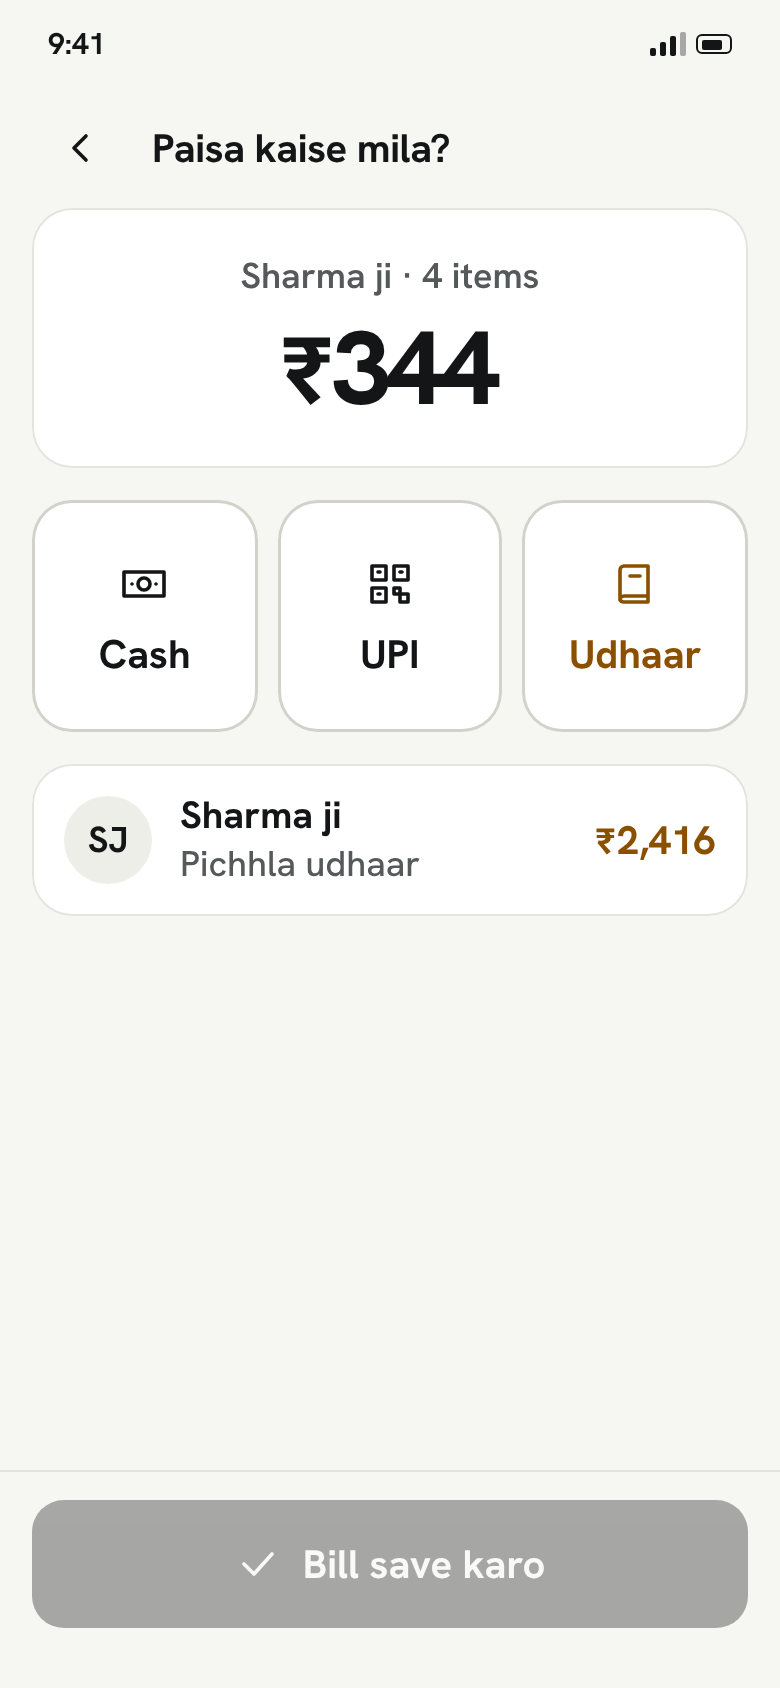 9:41
Paisa kaise mila?
Sharma ji · 4 items
₹344
Cash
UPI
Udhaar
SJ
Sharma ji
Pichhla udhaar
₹2,416
Bill save karo